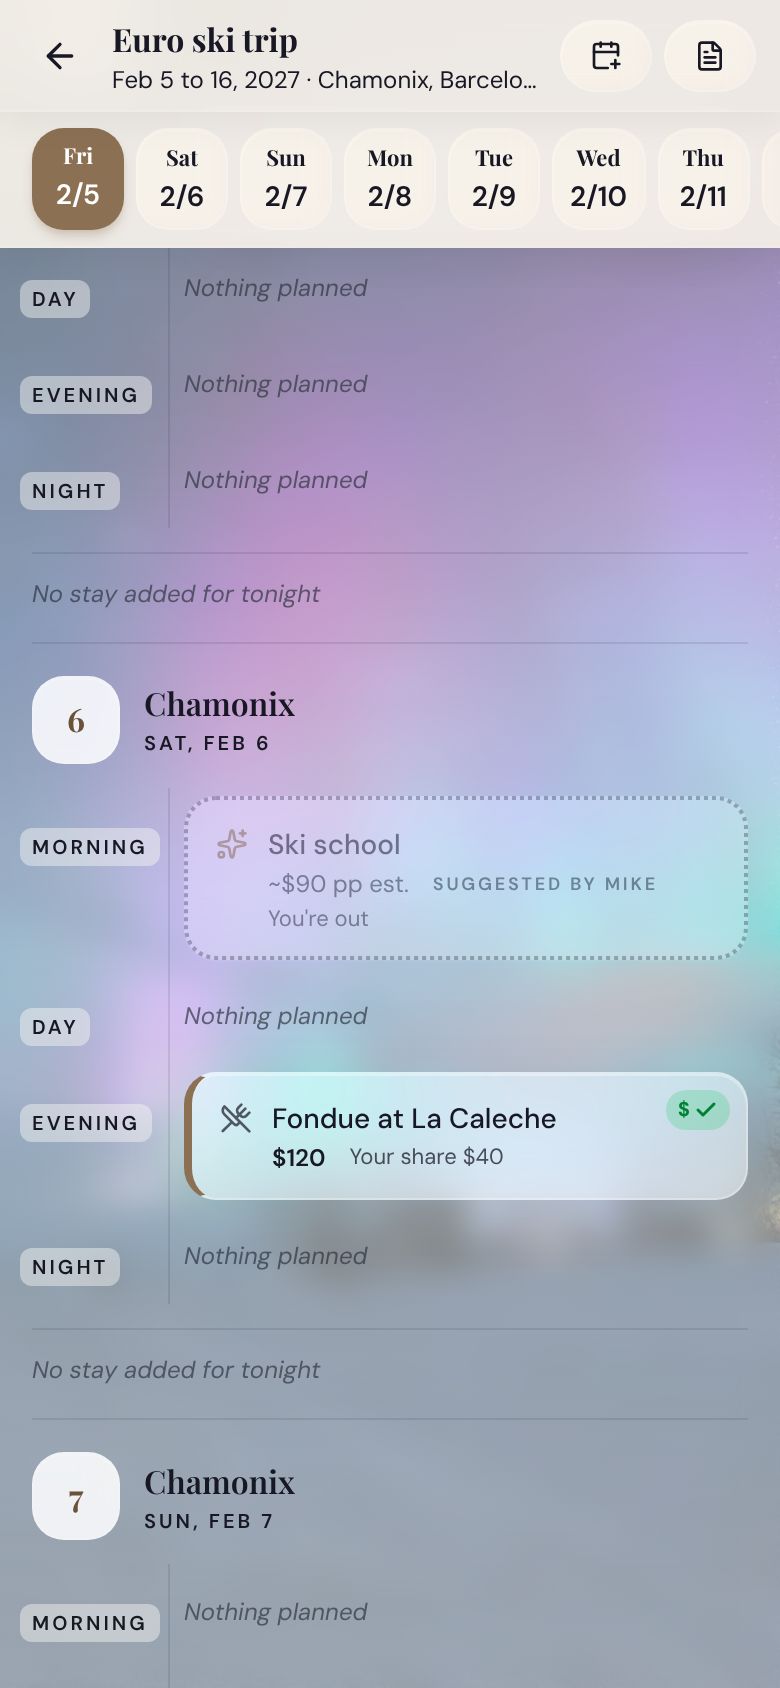 Euro ski trip
Feb 5 to 16, 2027 · Chamonix, Barcelo...
Fri
2/5
Sat
2/6
Sun
2/7
Mon
2/8
Tue
2/9
Wed
2/10
Thu
2/11
DAY
Nothing planned
EVENING
Nothing planned
NIGHT
Nothing planned
No stay added for tonight
6
Chamonix
SAT, FEB 6
MORNING
Ski school
~$90 pp est. SUGGESTED BY MIKE
You're out
DAY
Nothing planned
EVENING
Fondue at La Caleche
$
$120 Your share $40
NIGHT
Nothing planned
No stay added for tonight
7
Chamonix
SUN, FEB 7
MORNING
Nothing planned